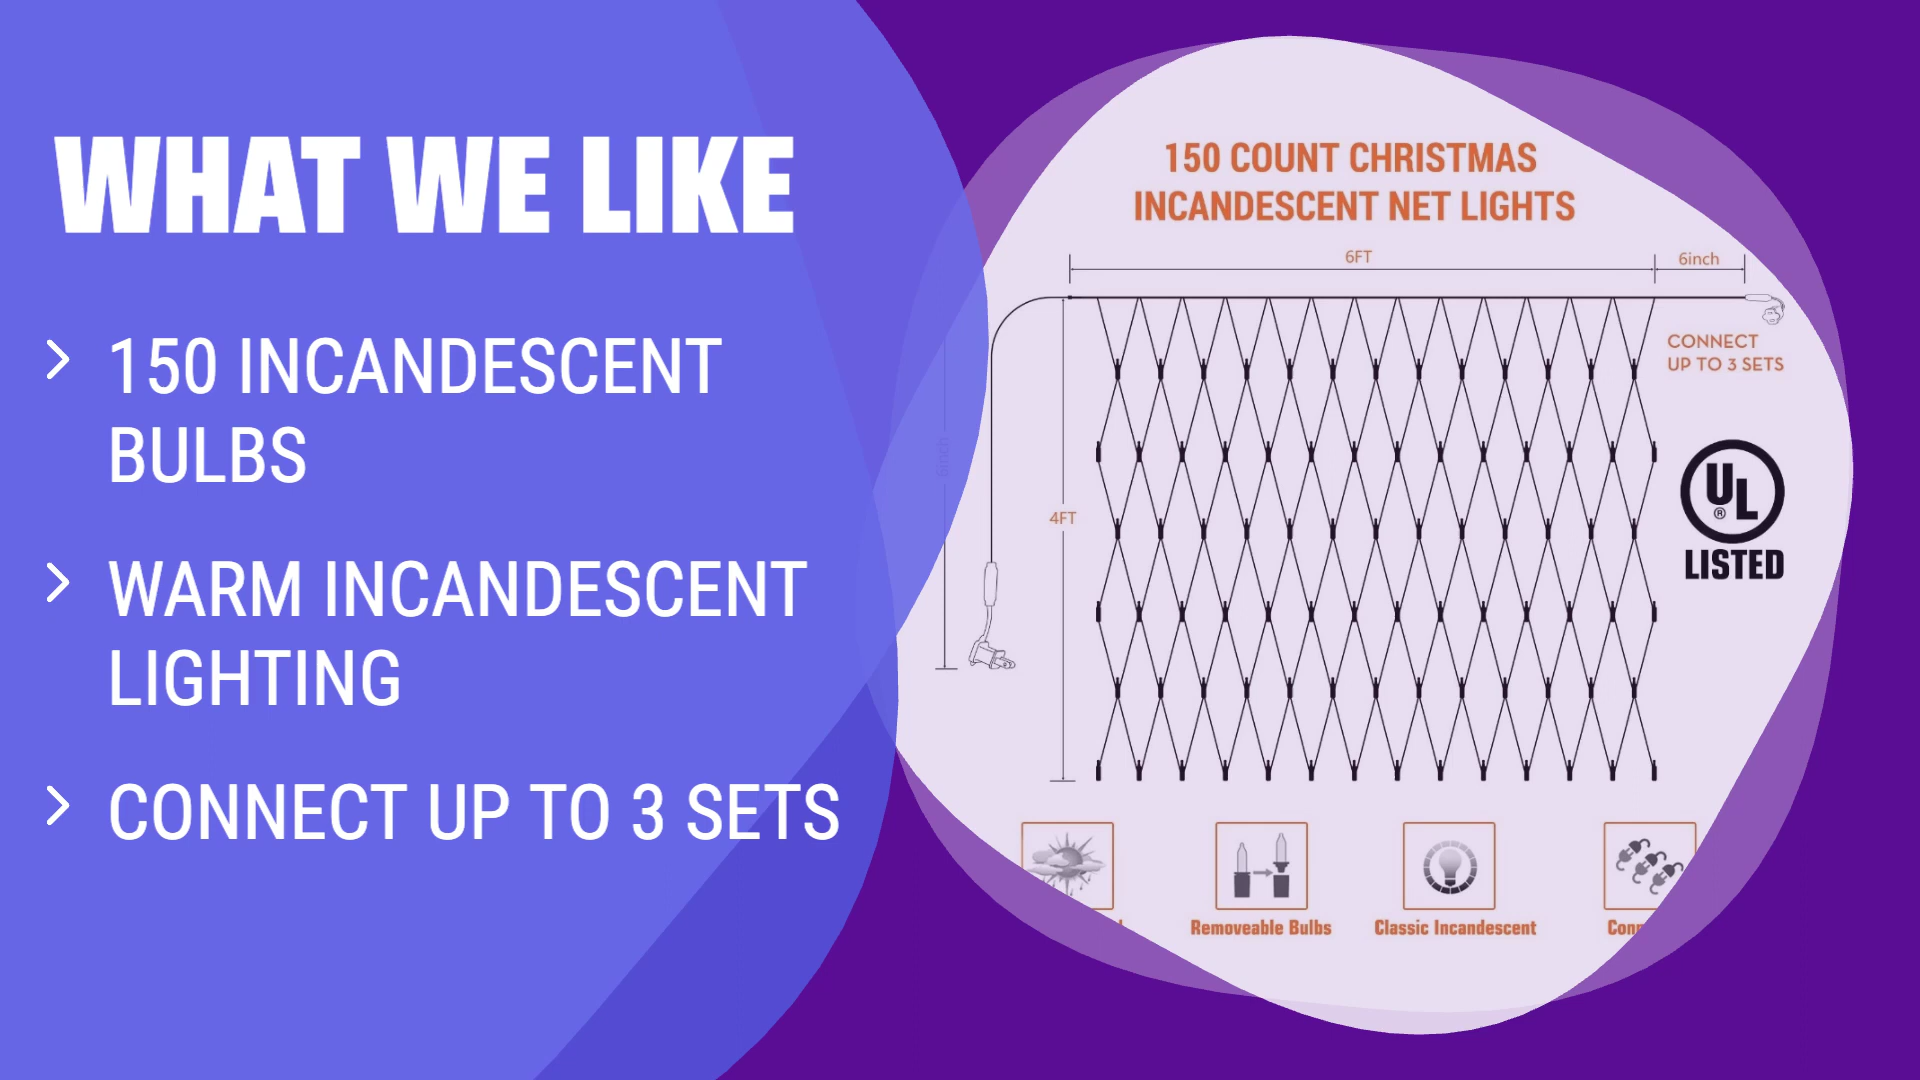 WHAT WE LIKE
150 INCANDESCENT
BULBS
WARM INCANDESCENT
LIGHTING
CONNECT UP TO 3 SETS
150 COUNT CHRISTMAS
INCANDESCENT NET LIGHTS
6FT
6inch
CONNECT
UP TO 3 SETS
4FT
UL
®
LISTED
Removeable Bulbs
Classic Incandescent